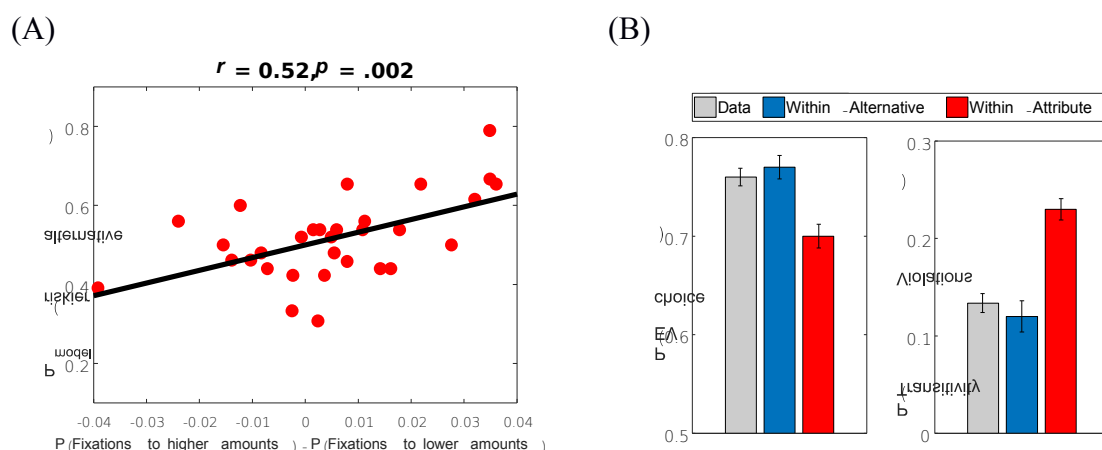 (A)
(B)
r = 0.52, p = .002
P model (riskier alternative)
0.8
0.6
0.4
0.2
-0.04 -0.03 -0.02 -0.01 0 0.01 0.02 0.03 0.04
P(Fixations to higher amounts) - P(Fixations to lower amounts)
Data Within-Alternative Within-Attribute
P(EV choice)
0.8
0.7
0.6
0.5
P(Transitivity Violations)
0.3
0.2
0.1
0